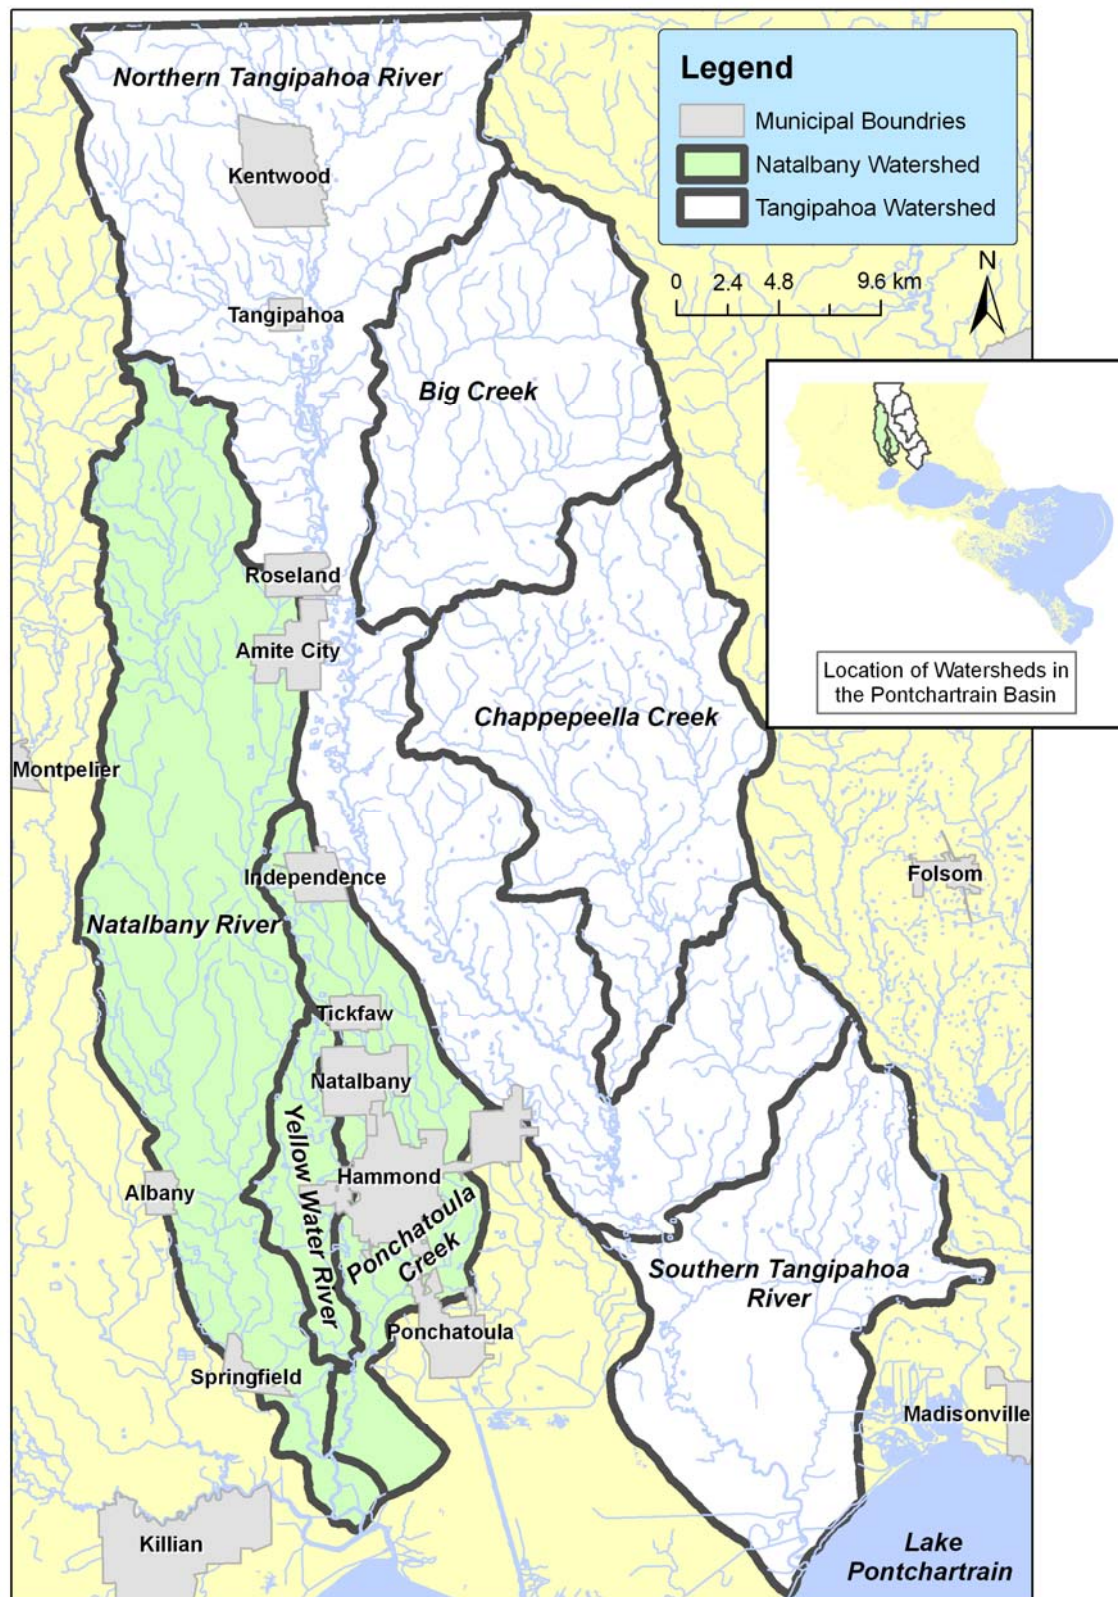 Northern Tangipahoa River
Legend
Municipal Boundries
Natalbany Watershed
Tangipahoa Watershed
Kentwood
N
0 2.4 4.8 9.6 km
Tangipahoa
Big Creek
Roseland
Amite City
Location of Watersheds in
the Pontchartrain Basin
Chappepeella Creek
Montpelier
Independence
Folsom
Natalbany River
Tickfaw
Natalbany
Yellow Water River
Hammond
Albany
Ponchatoula
Creek
Southern Tangipahoa
River
Ponchatoula
Springfield
Madisonville
Killian
Lake
Pontchartrain